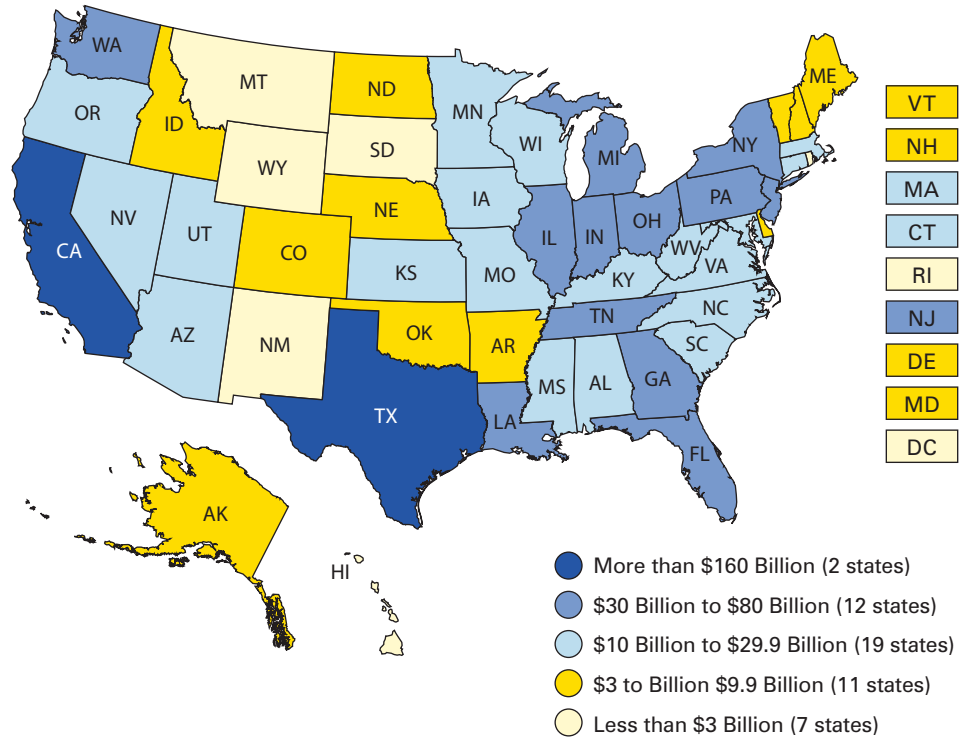 WA
MT
ND
MN
ME
OR
ID
SD
WI
MI
NY
WY
IA
PA
NV
NE
IL
IN
OH
UT
CO
WV
VA
CA
KS
MO
KY
NC
TN
AZ
NM
OK
AR
SC
MS
AL
GA
TX
LA
FL
AK
HI
VT
NH
MA
CT
RI
NJ
DE
MD
DC
More than $160 Billion (2 states)
$30 Billion to $80 Billion (12 states)
$10 Billion to $29.9 Billion (19 states)
$3 to Billion $9.9 Billion (11 states)
Less than $3 Billion (7 states)